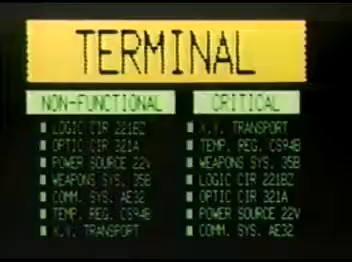 TERMINAL
NON-FUNCTIONAL
LOGIC CIR 221BZ
OPTIC CIR 321A
POWER SOURCE 22V
WEAPONS SYS. 35B
COMM. SYS. AE32
TEMP. REG. CS94B
X.Y. TRANSPORT
CRITICAL
X.Y. TRANSPORT
TEMP. REG. CS94B
WEAPONS SYS. 35B
LOGIC CIR 221BZ
OPTIC CIR 321A
POWER SOURCE 22V
COMM. SYS. AE32